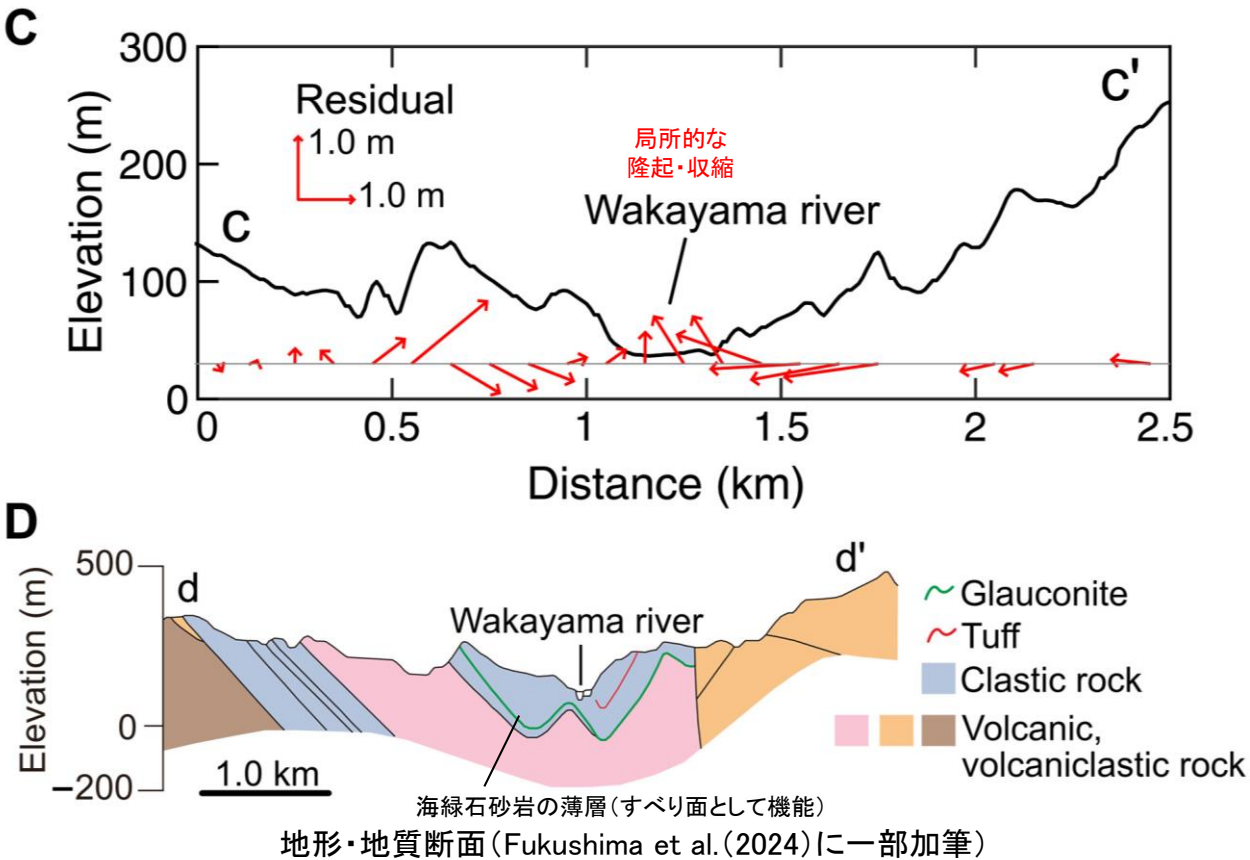 C
300
200
100
0
Elevation (m)
Residual
1.0 m
1.0 m
C
局所的な
隆起・収縮
Wakayama river
C'
0
0.5
1
1.5
2
2.5
Distance (km)
D
500
0
−200
Elevation (m)
d
Wakayama river
d'
1.0 km
Glauconite
Tuff
Clastic rock
Volcanic,
volcaniclastic rock
海緑石砂岩の薄層（すべり面として機能）
地形・地質断面（Fukushima et al.（2024）に一部加筆）